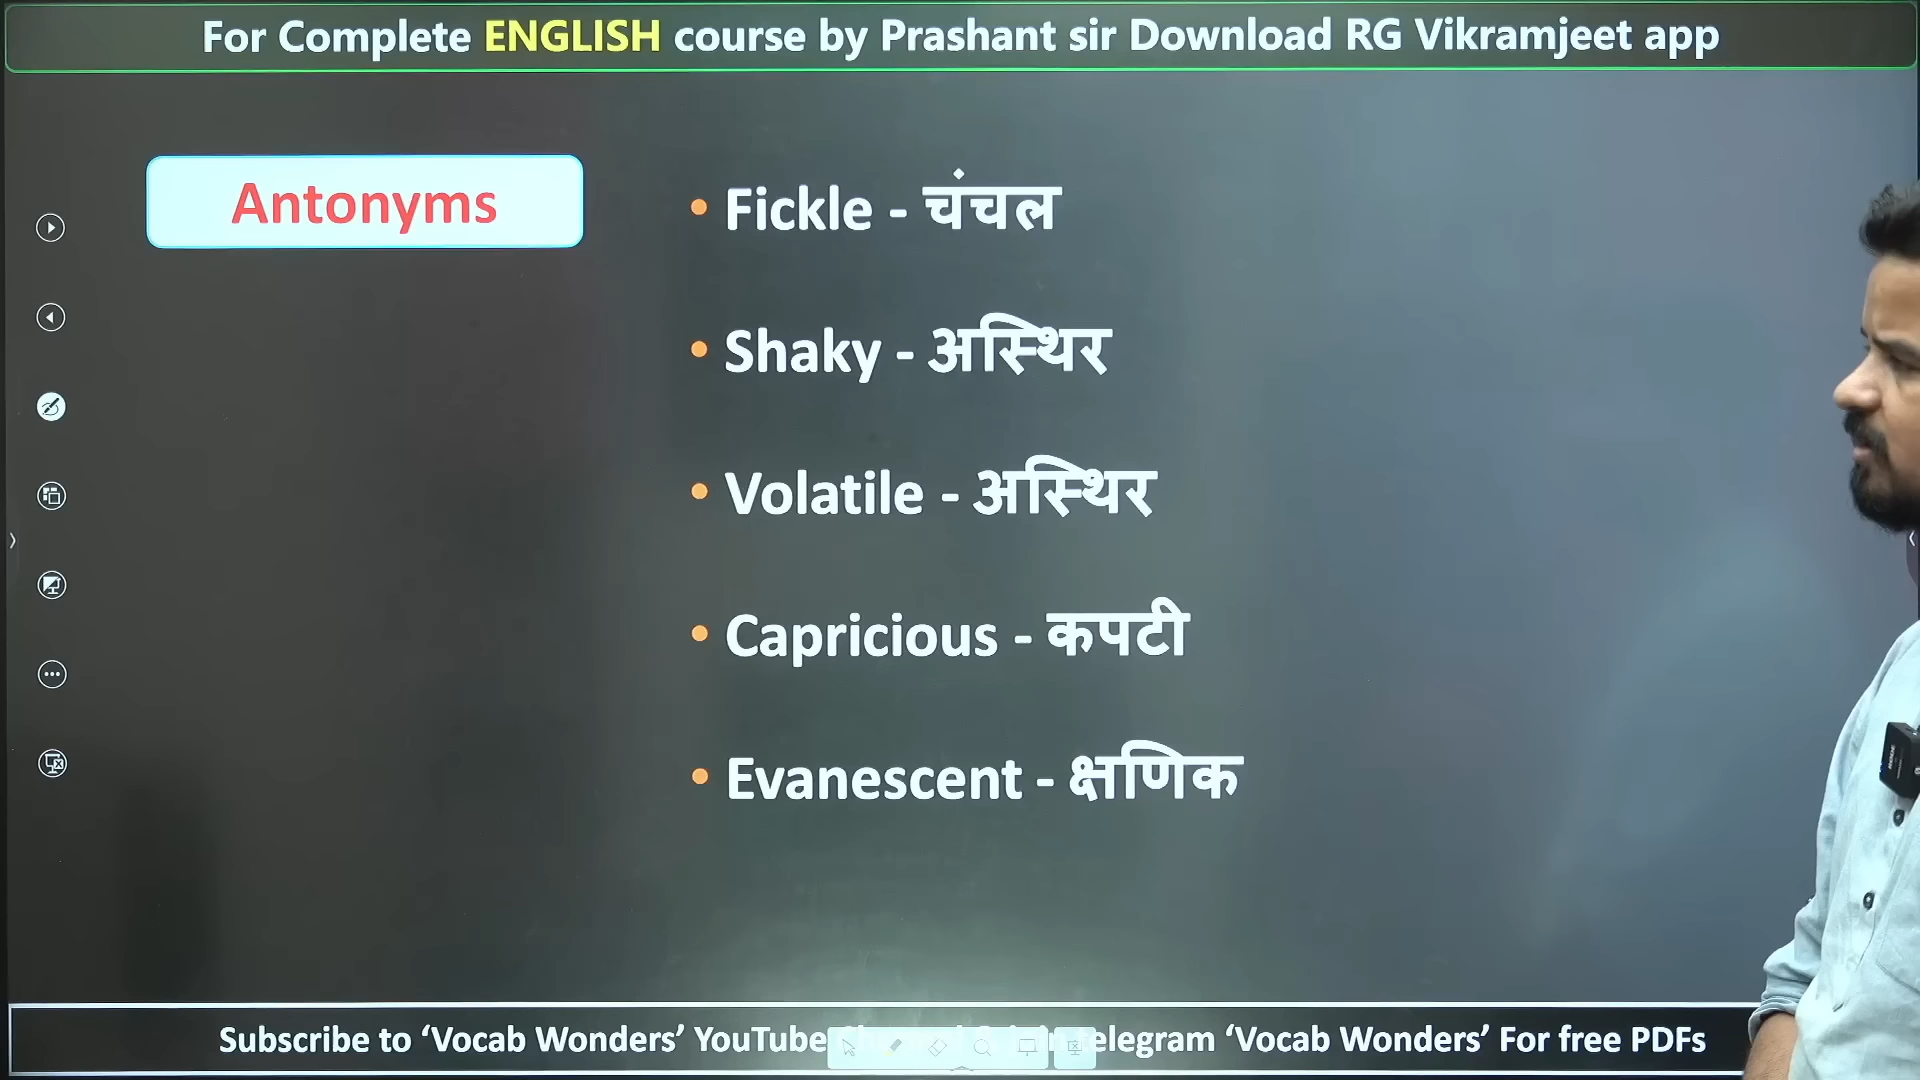 For Complete ENGLISH course by Prashant sir Download RG Vikramjeet app
Antonyms
• Fickle - चंचल
• Shaky - अस्थिर
• Volatile - अस्थिर
• Capricious - कपटी
• Evanescent - क्षणिक
Subscribe to ‘Vocab Wonders’ YouTube telegram ‘Vocab Wonders’ For free PDFs